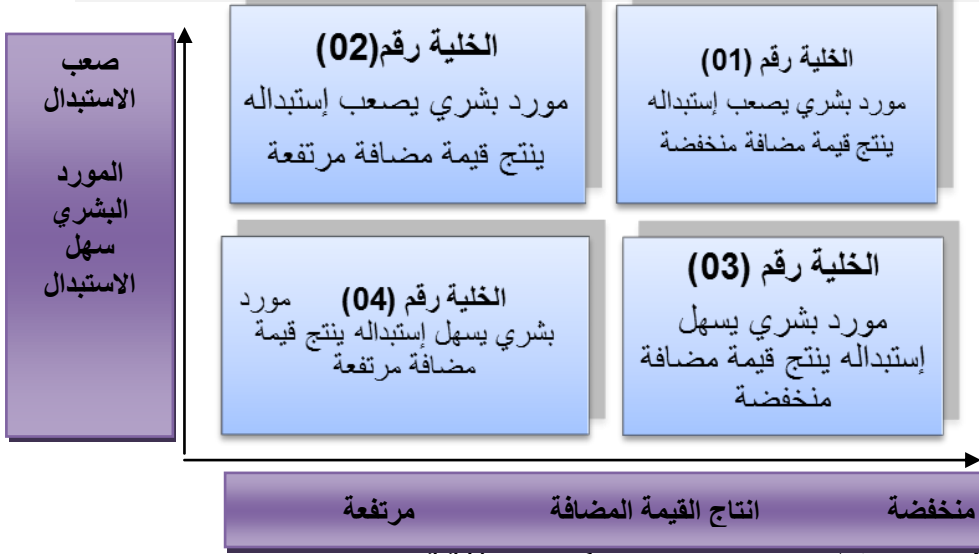 صعب
الاستبدال
المورد
البشري
سهل
الاستبدال
الخلية رقم (01)
مورد بشري يصعب إستبداله
ينتج قيمة مضافة منخفضة
الخلية رقم(02)
مورد بشري يصعب إستبداله
ينتج قيمة مضافة مرتفعة
الخلية رقم (03)
مورد بشري يسهل
إستبداله ينتج قيمة مضافة
منخفضة
الخلية رقم (04) مورد
بشري يسهل إستبداله ينتج قيمة
مضافة مرتفعة
منخفضة انتاج القيمة المضافة مرتفعة